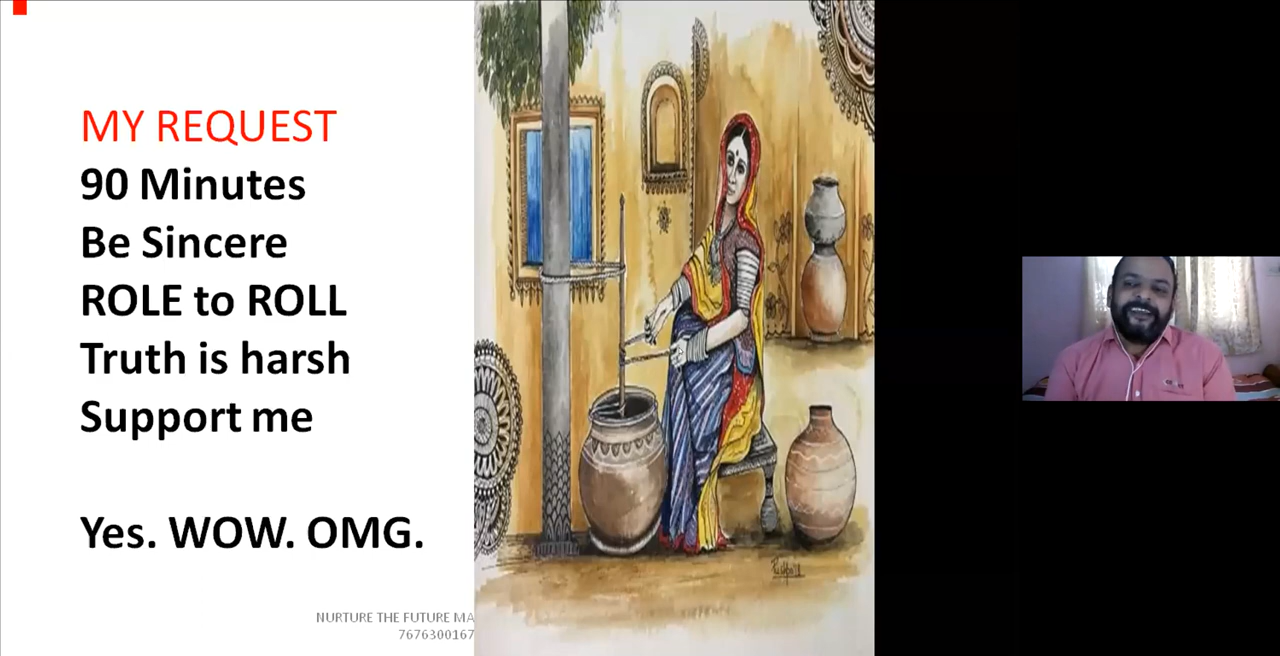 MY REQUEST
90 Minutes
Be Sincere
ROLE to ROLL
Truth is harsh
Support me
Yes. WOW. OMG.
NURTURE THE FUTURE MA
7676300167